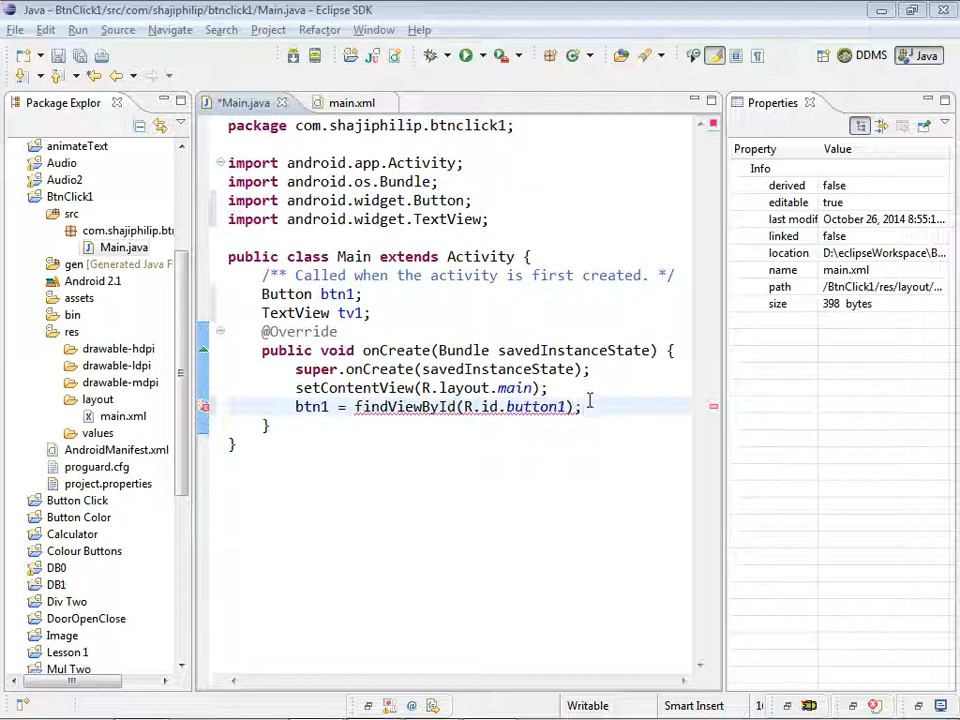 Java - BtnClick1/src/com/shajiphilip/btnclick1/Main.java - Eclipse SDK
File Edit Run Source Navigate Search Project Refactor Window Help
DDMS Java
Package Explor
*Main.java main.xml
Properties
animateText
Audio
Audio2
BtnClick1
src
com.shajiphilip.btn
Main.java
gen [Generated Java F
Android 2.1
assets
bin
res
drawable-hdpi
drawable-ldpi
drawable-mdpi
layout
main.xml
values
AndroidManifest.xml
proguard.cfg
project.properties
Button Click
Button Color
Calculator
Colour Buttons
DB0
DB1
Div Two
DoorOpenClose
Image
Lesson 1
Mul Two
package com.shajiphilip.btnclick1;
import android.app.Activity;
import android.os.Bundle;
import android.widget.Button;
import android.widget.TextView;
public class Main extends Activity {
/** Called when the activity is first created. */
Button btn1;
TextView tv1;
@Override
public void onCreate(Bundle savedInstanceState) {
super.onCreate(savedInstanceState);
setContentView(R.layout.main);
btn1 = findViewById(R.id.button1);
}
}
Property Value
Info
derived false
editable true
last modif October 26, 2014 8:55:1...
linked false
location D:\eclipseWorkspace\B...
name main.xml
path /BtnClick1/res/layout/...
size 398 bytes
Writable Smart Insert